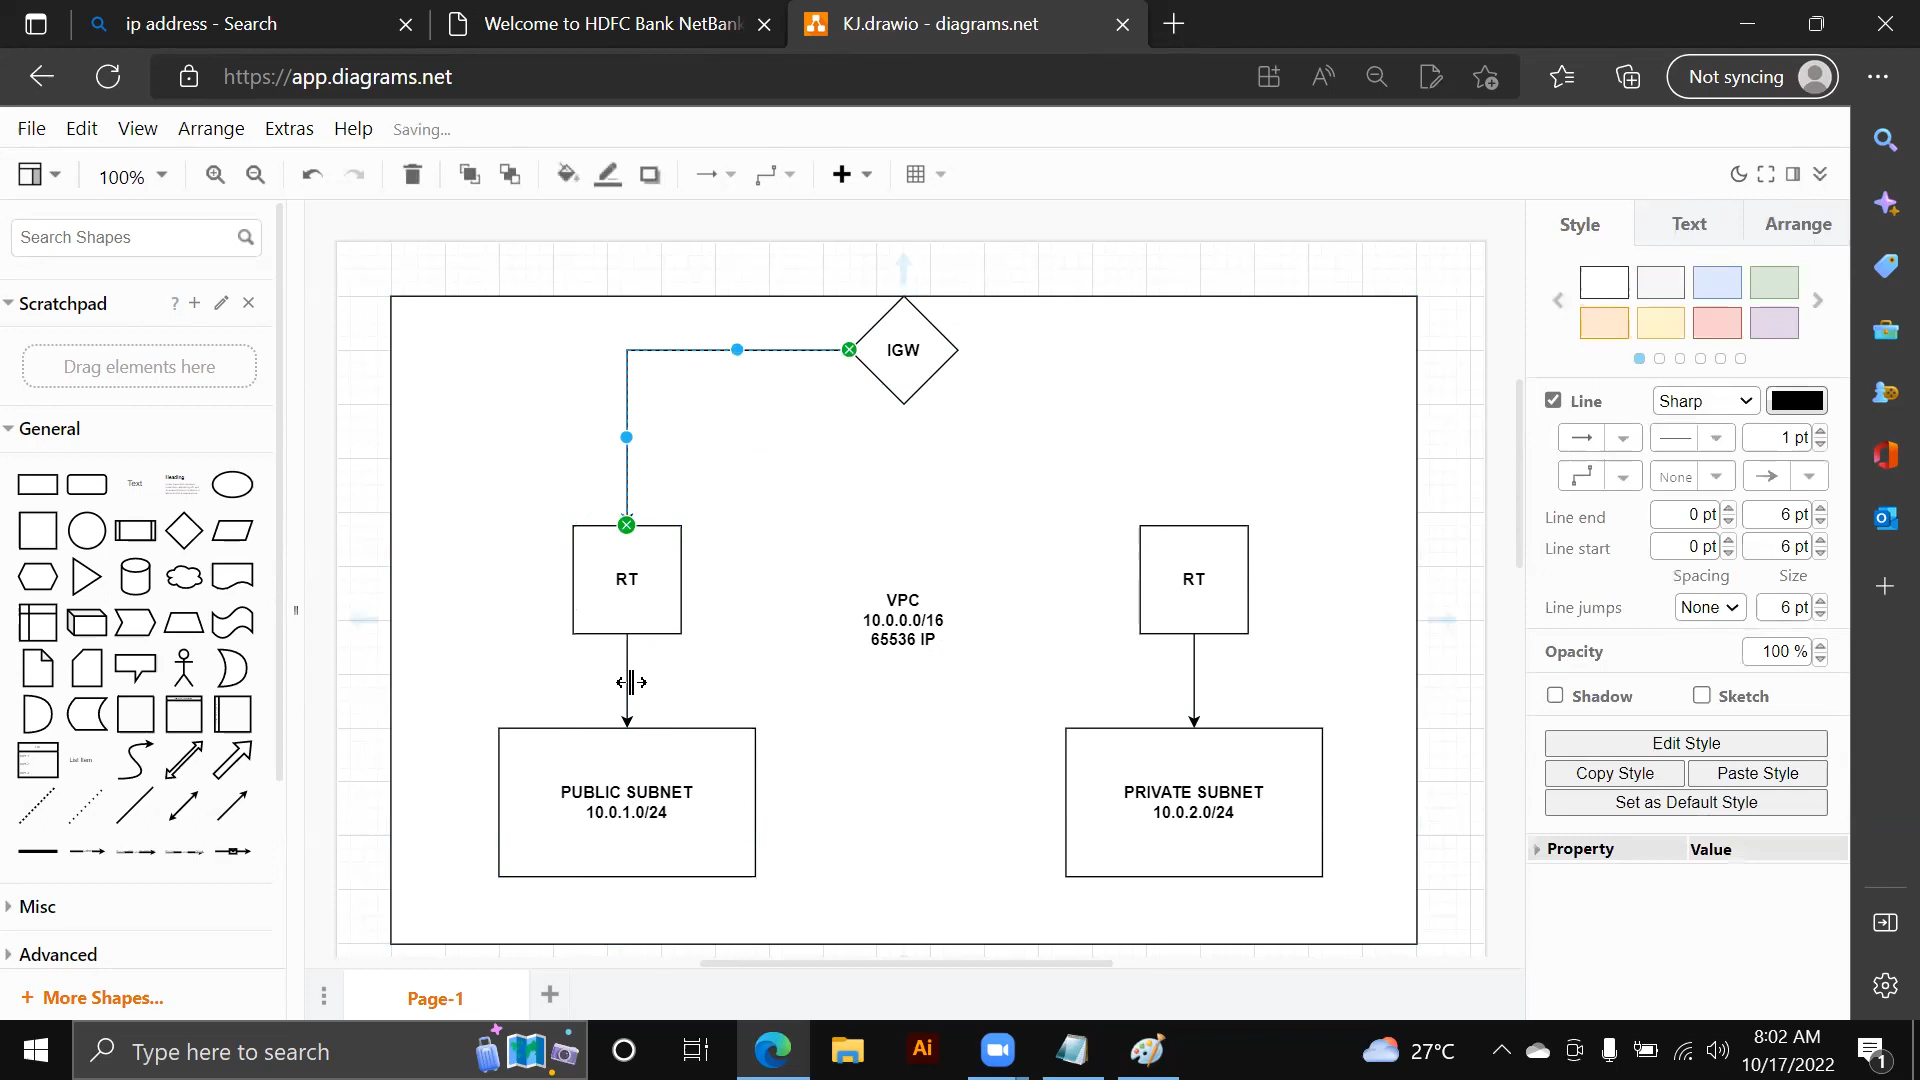 ip address - Search
Welcome to HDFC Bank NetBank
KJ.drawio - diagrams.net
https://app.diagrams.net
Not syncing
File Edit View Arrange Extras Help Saving...
100%
Search Shapes
Scratchpad
?
Drag elements here
General
Text
Heading
List Item
Misc
Advanced
+ More Shapes...
IGW
RT
RT
VPC
10.0.0.0/16
65536 IP
PUBLIC SUBNET
10.0.1.0/24
PRIVATE SUBNET
10.0.2.0/24
Page-1
Style Text Arrange
Line Sharp
1 pt
None
Line end 0 pt 6 pt
Line start 0 pt 6 pt
Spacing Size
Line jumps None 6 pt
Opacity 100 %
Shadow Sketch
Edit Style
Copy Style Paste Style
Set as Default Style
Property Value
Type here to search
Ai
27°C
8:02 AM
10/17/2022
1